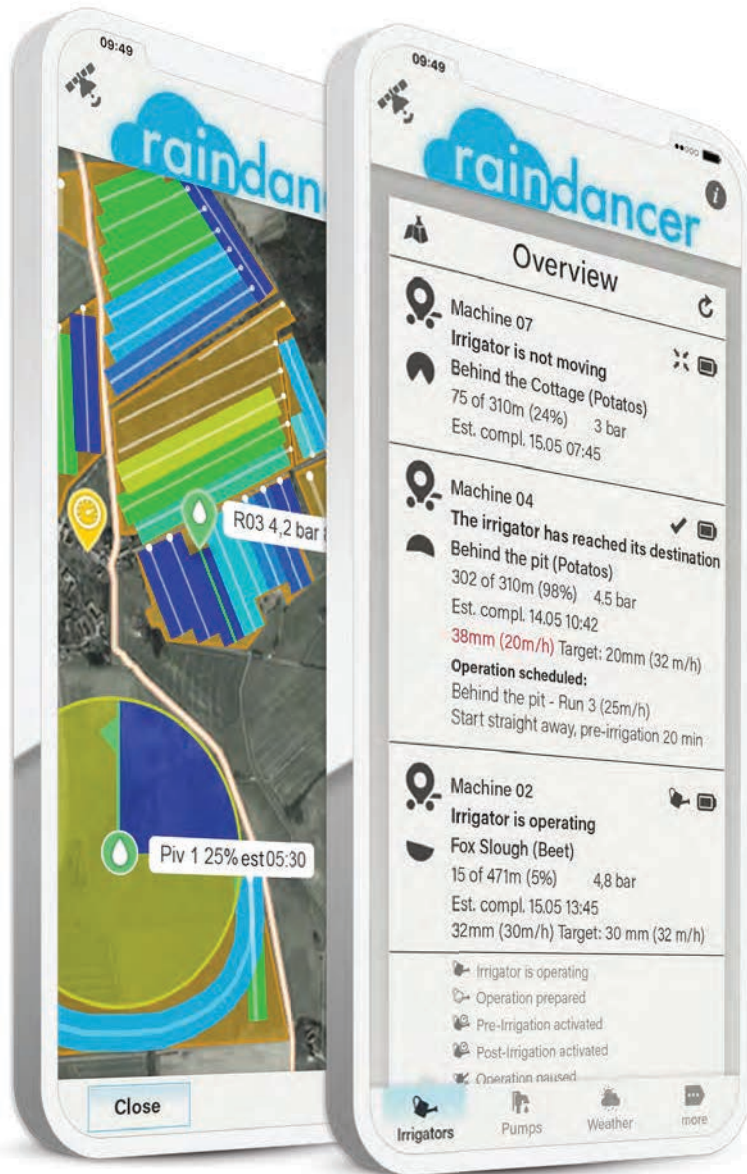 09:49
raindan
R03 4,2 bar
Piv 1 25% est 05:30
Close
09:49
raindancer
Overview
Machine 07
Irrigator is not moving
Behind the Cottage (Potatos)
75 of 310m (24%) 3 bar
Est. compl. 15.05 07:45
Machine 04
The irrigator has reached its destination
Behind the pit (Potatos)
302 of 310m (98%) 4.5 bar
Est. compl. 14.05 10:42
38mm (20m/h) Target: 20mm (32 m/h)
Operation scheduled:
Behind the pit - Run 3 (25m/h)
Start straight away, pre-irrigation 20 min
Machine 02
Irrigator is operating
Fox Slough (Beet)
15 of 471m (5%) 4,8 bar
Est. compl. 15.05 13:45
32mm (30m/h) Target: 30 mm (32 m/h)
Irrigator is operating
Operation prepared
Pre-Irrigation activated
Post-Irrigation activated
Operation paused
Irrigators Pumps Weather more